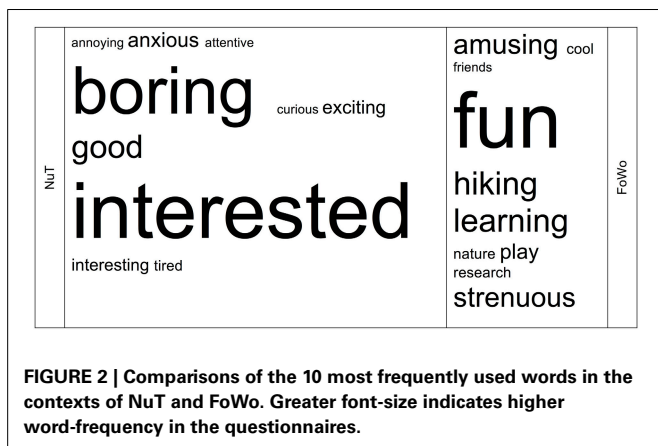 NuT
annoying anxious attentive
boring curious exciting
good
interested
interesting tired
amusing cool
friends
fun
hiking
learning
nature play
research
strenuous
FoWo
FIGURE 2 | Comparisons of the 10 most frequently used words in the
contexts of NuT and FoWo. Greater font-size indicates higher
word-frequency in the questionnaires.